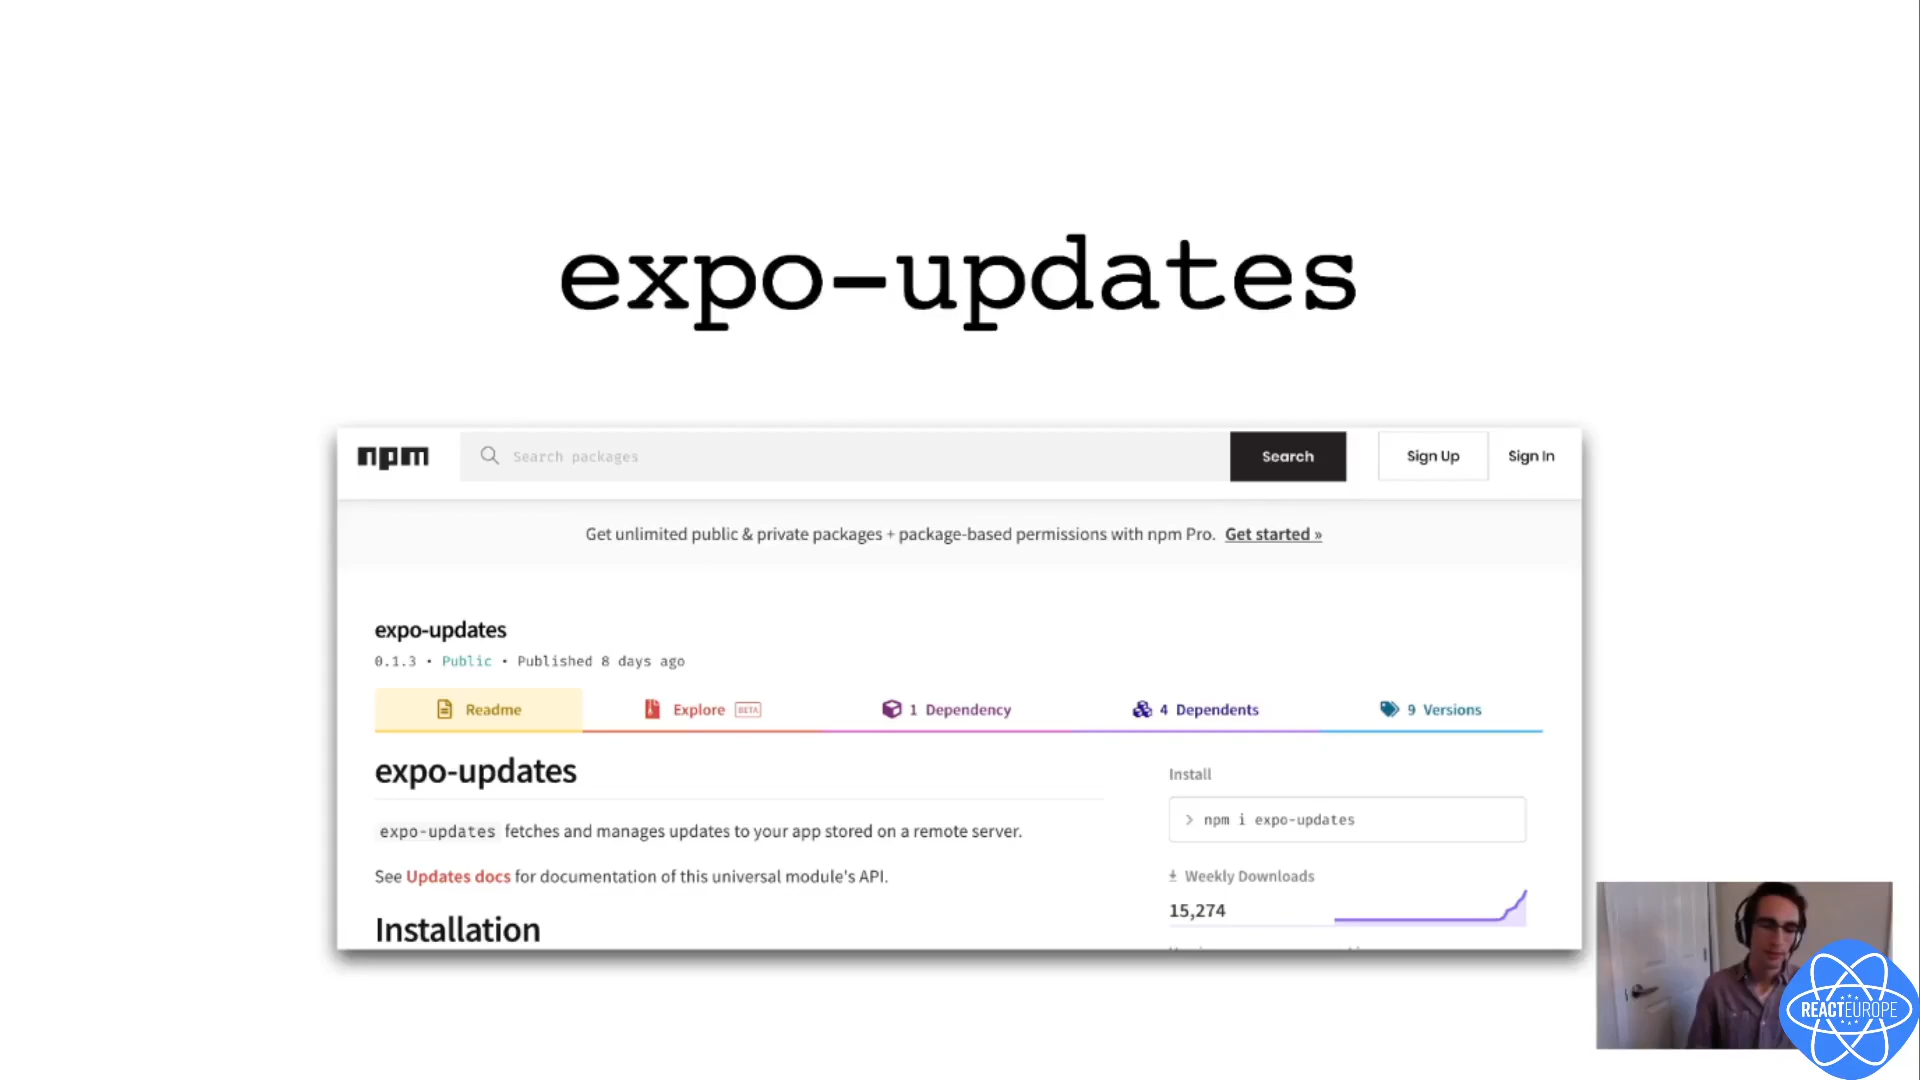 expo-updates
npm
Search packages
Search
Sign Up
Sign In
Get unlimited public & private packages + package-based permissions with npm Pro. Get started »
expo-updates
0.1.3 • Public • Published 8 days ago
Readme
Explore BETA
1 Dependency
4 Dependents
9 Versions
expo-updates
expo-updates fetches and manages updates to your app stored on a remote server.
See Updates docs for documentation of this universal module's API.
Installation
Install
> npm i expo-updates
Weekly Downloads
15,274
REACTEUROPE